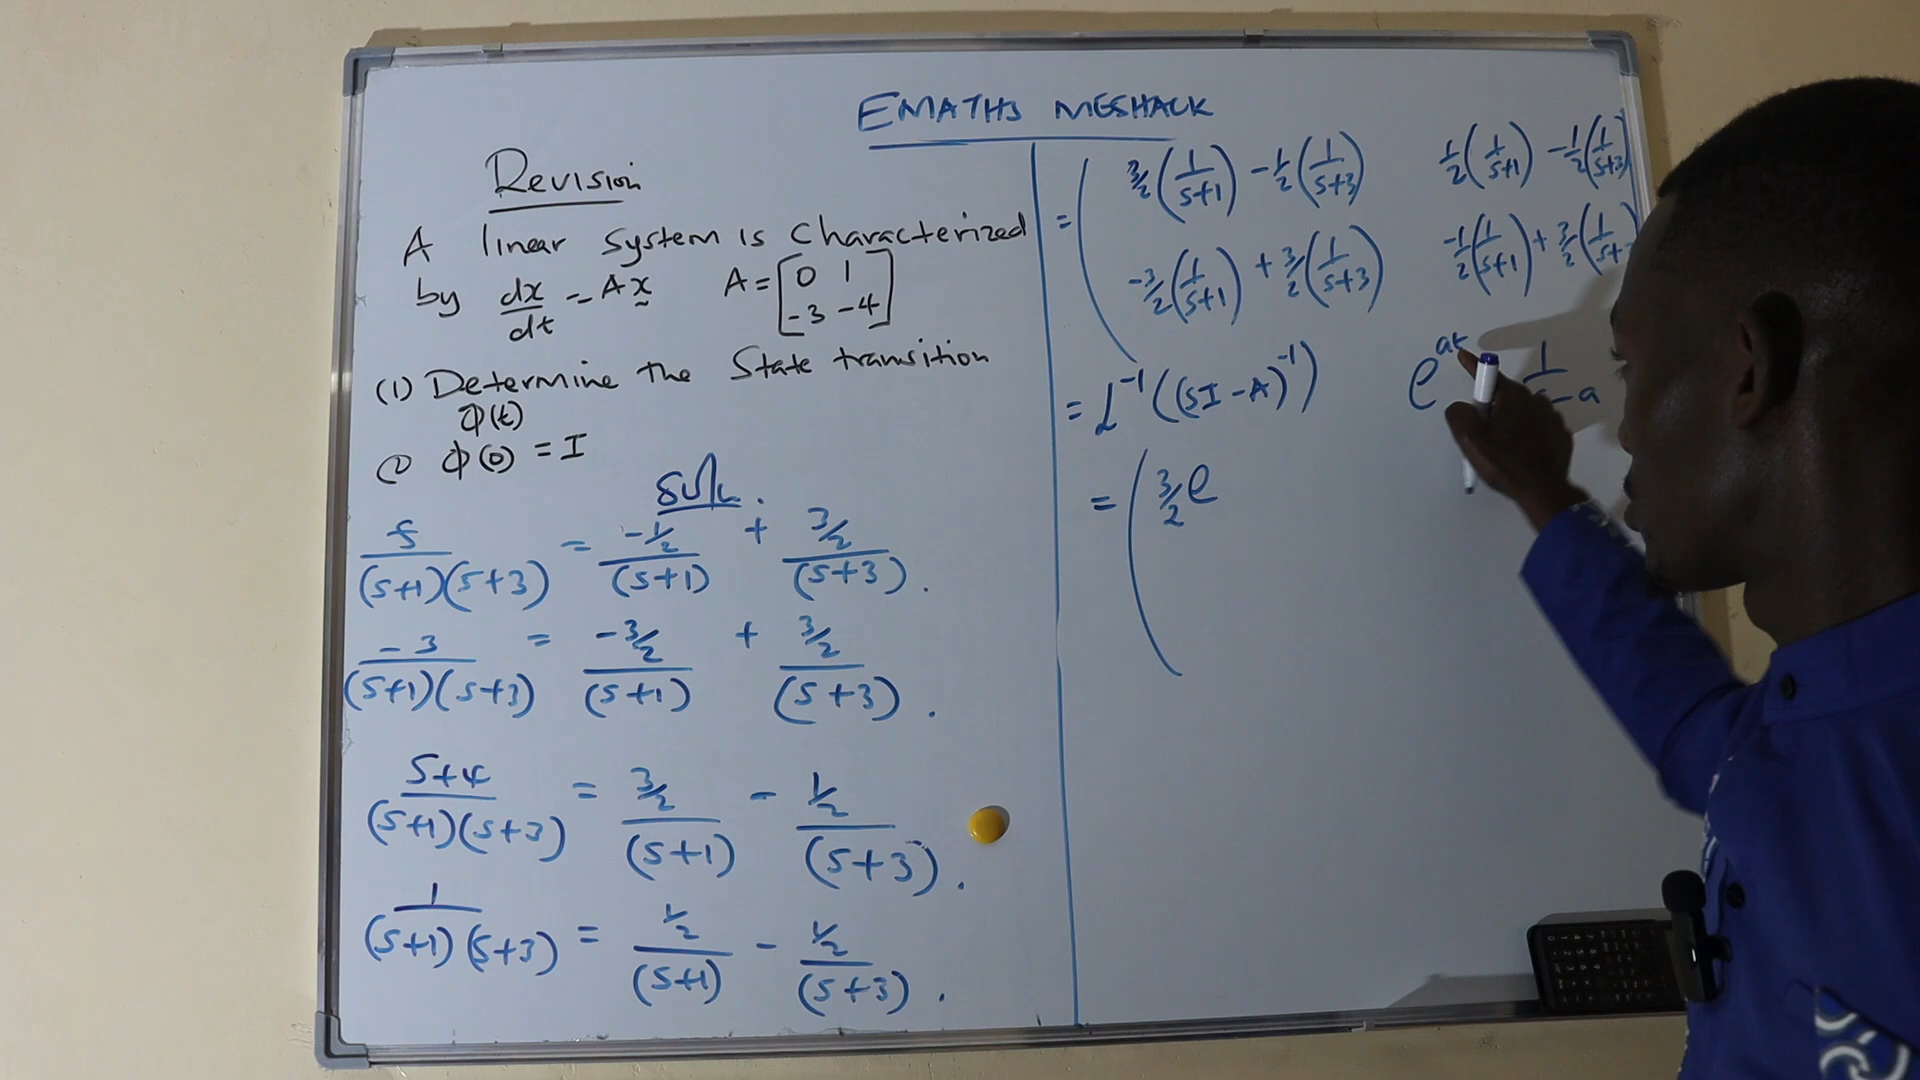 EMATHS MESHACK
Revision
A linear system is characterized
by dx/dt = Ax A = [0 1
-3 -4]
(1) Determine the State transition
Φ(t)
Φ(0) = I
Soln.
s/(s+1)(s+3) = -1/2/(s+1) + 3/2/(s+3).
-3/(s+1)(s+3) = -3/2/(s+1) + 3/2/(s+3).
s+4/(s+1)(s+3) = 3/2/(s+1) - 1/2/(s+3).
1/(s+1)(s+3) = 1/2/(s+1) - 1/2/(s+3).
= ( 3/2(1/s+1) - 1/2(1/s+3) 1/2(1/s+1) - 1/2(1/s+3)
-3/2(1/s+1) + 3/2(1/s+3) -1/2(1/s+1) + 3/2(1/s+
= L⁻¹((SI - A)⁻¹) e^at 1/s-a
= ( 3/2 e